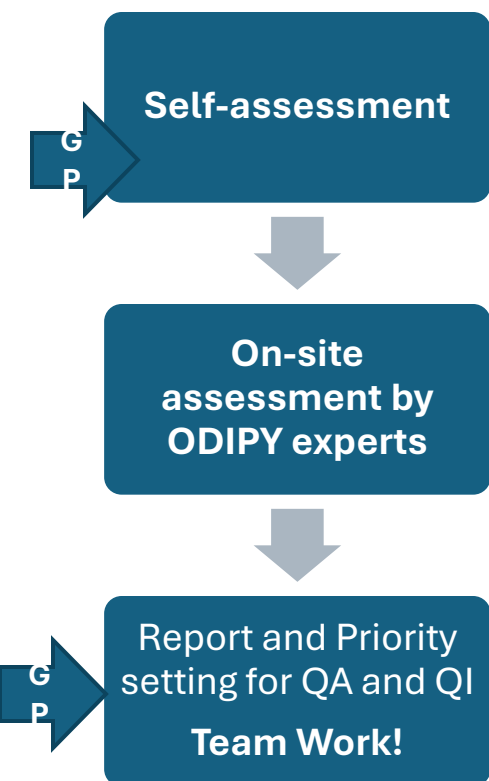 Self-assessment
G
P
On-site
assessment by
ODIPY experts
Report and Priority
setting for QA and QI
Team Work!
G
P